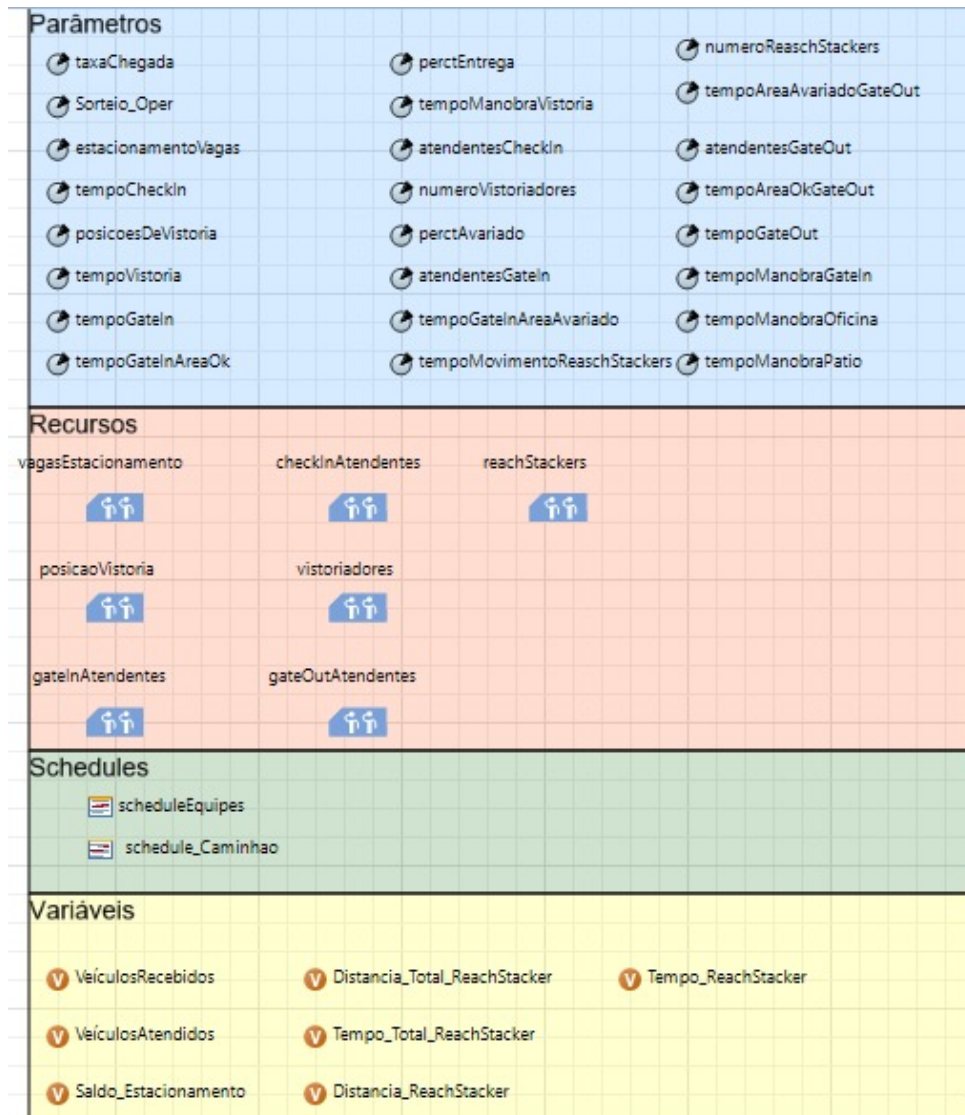 Parâmetros
taxaChegada
perctEntrega
numeroReaschStackers
Sorteio_Oper
tempoManobraVistoria
tempoAreaAvariadoGateOut
estacionamentoVagas
atendentesCheckIn
atendentesGateOut
tempoCheckIn
numeroVistoriadores
tempoAreaOkGateOut
posicoesDeVistoria
perctAvariado
tempoGateOut
tempoVistoria
atendentesGateIn
tempoManobraGateIn
tempoGateIn
tempoGateInAreaAvariado
tempoManobraOficina
tempoGateInAreaOk
tempoMovimentoReaschStackers
tempoManobraPatio
Recursos
vagasEstacionamento
checkInAtendentes
reachStackers
posicaoVistoria
vistoriadores
gateInAtendentes
gateOutAtendentes
Schedules
scheduleEquipes
schedule_Caminhao
Variáveis
VeículosRecebidos
Distancia_Total_ReachStacker
Tempo_ReachStacker
VeículosAtendidos
Tempo_Total_ReachStacker
Saldo_Estacionamento
Distancia_ReachStacker